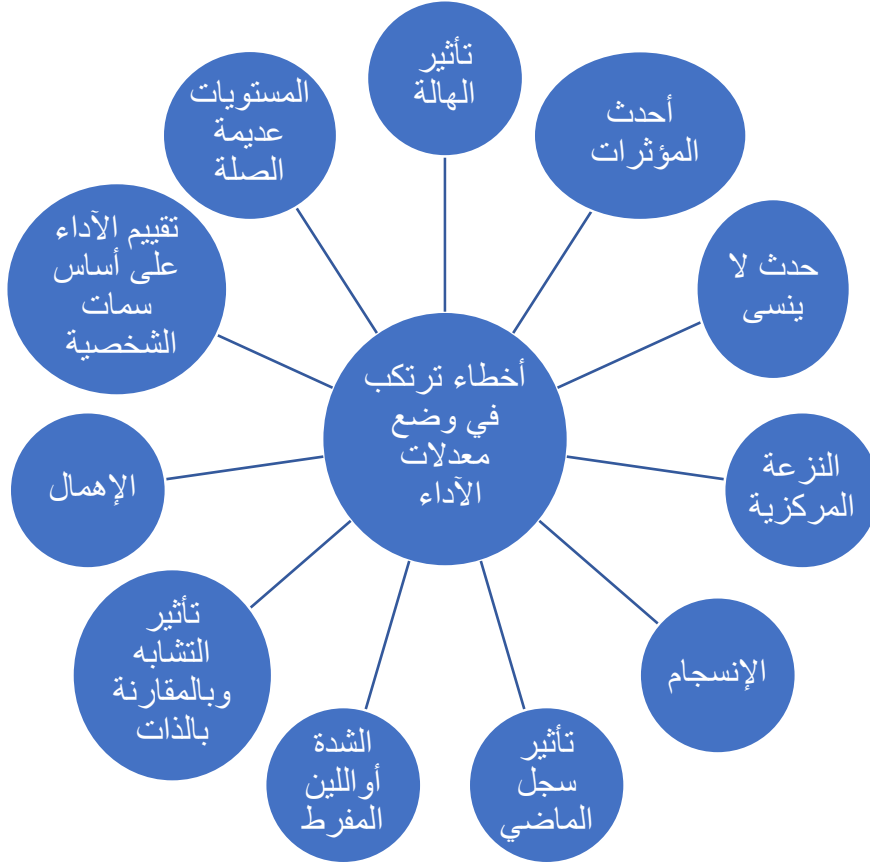 أخطاء ترتكب
في وضع
معدلات
الآداء
تأثير
الهالة
أحدث
المؤثرات
حدث لا
ينسى
النزعة
المركزية
الإنسجام
تأثير
سجل
الماضي
الشدة
أواللين
المفرط
تأثير
التشابه
وبالمقارنة
بالذات
الإهمال
تقييم الآداء
على أساس
سمات
الشخصية
المستويات
عديمة
الصلة